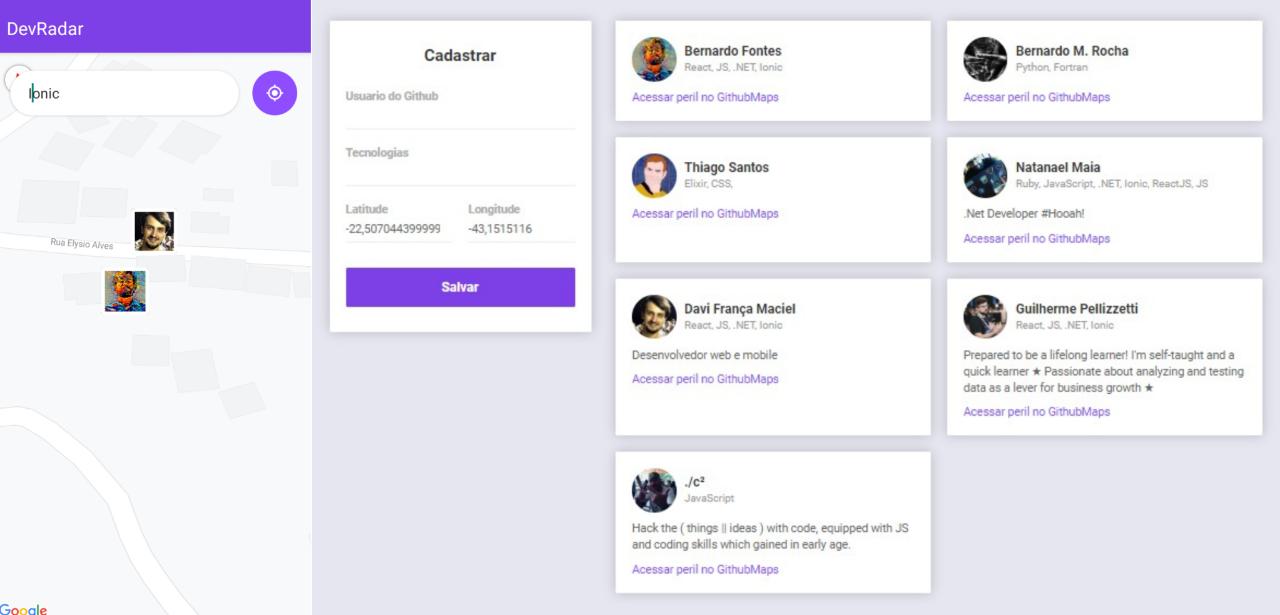 DevRadar
Ionic
Rua Elysio Alves
Google
Cadastrar
Usuario do Github
Tecnologias
Latitude Longitude
-22,507044399999 -43,1515116
Salvar
Bernardo Fontes
React, JS, .NET, Ionic
Acessar peril no GithubMaps
Bernardo M. Rocha
Python, Fortran
Acessar peril no GithubMaps
Thiago Santos
Elixir, CSS,
Acessar peril no GithubMaps
Natanael Maia
Ruby, JavaScript, .NET, Ionic, ReactJS, JS
.Net Developer #Hooah!
Acessar peril no GithubMaps
Davi França Maciel
React, JS, .NET, Ionic
Desenvolvedor web e mobile
Acessar peril no GithubMaps
Guilherme Pellizzetti
React, JS, .NET, Ionic
Prepared to be a lifelong learner! I'm self-taught and a
quick learner ★ Passionate about analyzing and testing
data as a lever for business growth ★
Acessar peril no GithubMaps
./c²
JavaScript
Hack the ( things || ideas ) with code, equipped with JS
and coding skills which gained in early age.
Acessar peril no GithubMaps